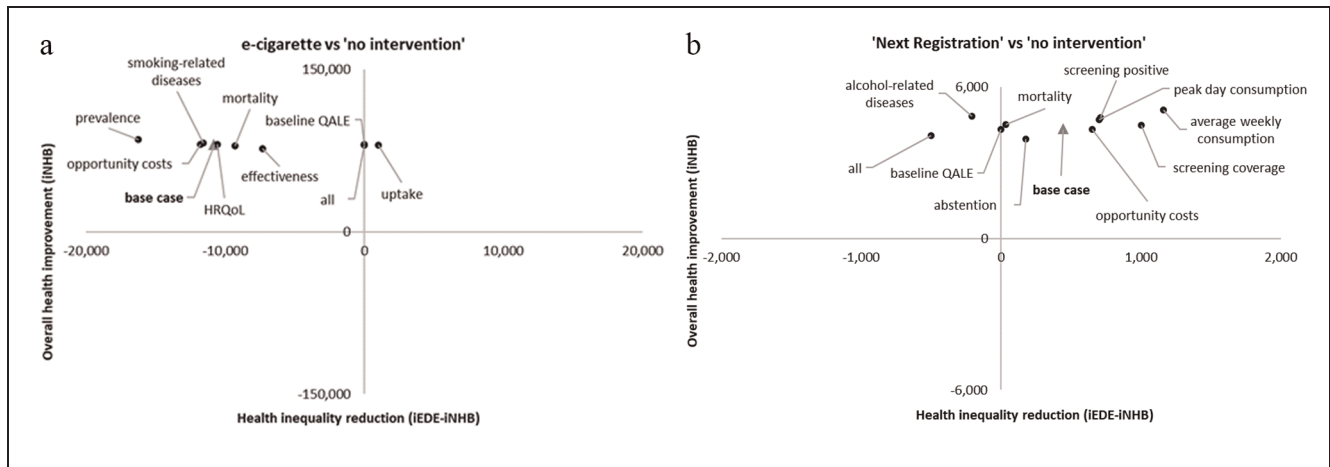 a
e-cigarette vs 'no intervention'
150,000
smoking-related
diseases
mortality
prevalence
baseline QALE
opportunity costs
effectiveness
base case
HRQoL
all
uptake
0
-20,000
-10,000
0
10,000
20,000
-150,000
Overall health improvement (iNHB)
Health inequality reduction (iEDE-iNHB)
b
'Next Registration' vs 'no intervention'
6,000
screening positive
alcohol-related
diseases
mortality
peak day consumption
average weekly
consumption
all
baseline QALE
screening coverage
base case
abstention
opportunity costs
0
-2,000
-1,000
0
1,000
2,000
-6,000
Overall health improvement (iNHB)
Health inequality reduction (iEDE-iNHB)